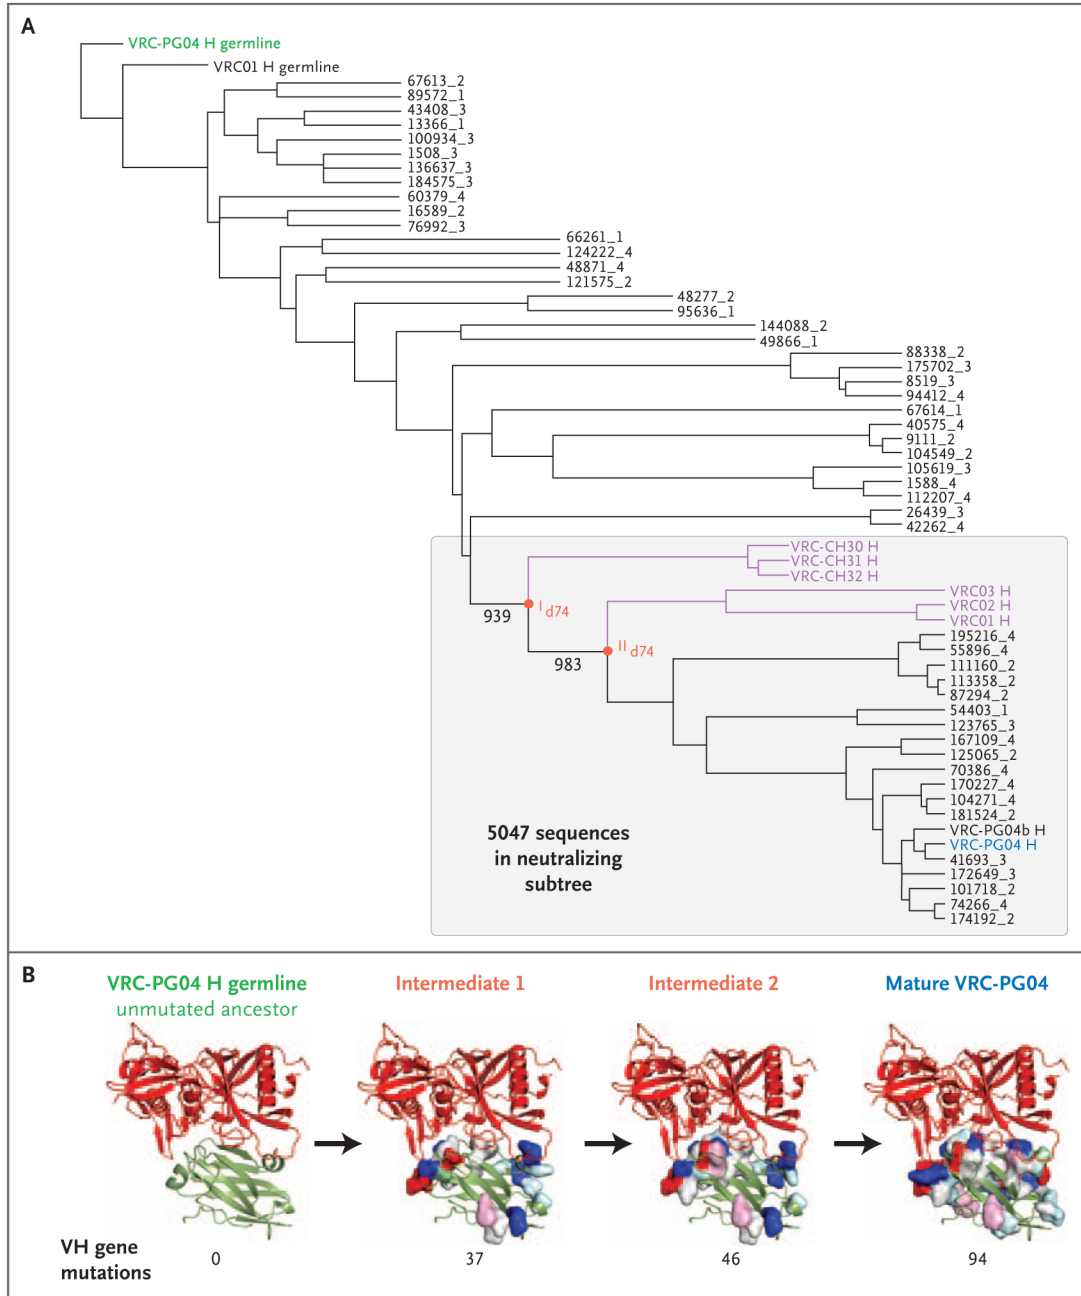 A
VRC-PG04 H germline
VRC01 H germline
67613_2
89572_1
43408_3
13366_1
100934_3
1508_3
136637_3
184575_3
60379_4
16589_2
76992_3
66261_1
124222_4
48871_4
121575_2
48277_2
95636_1
144088_2
49866_1
88338_2
175702_3
8519_3
94412_4
67614_1
40575_4
9111_2
104549_2
105619_3
1588_4
112207_4
26439_3
42262_4
VRC-CH30 H
VRC-CH31 H
VRC-CH32 H
VRC03 H
VRC02 H
VRC01 H
939
I d74
983
II d74
195216_4
55896_4
111160_2
113358_2
87294_2
54403_1
123765_3
167109_4
125065_2
70386_4
170227_4
104271_4
181524_2
VRC-PG04b H
VRC-PG04 H
41693_3
172649_3
101718_2
74266_4
174192_2
5047 sequences
in neutralizing
subtree
B
VRC-PG04 H germline
unmutated ancestor
Intermediate 1
Intermediate 2
Mature VRC-PG04
VH gene
mutations
0
37
46
94